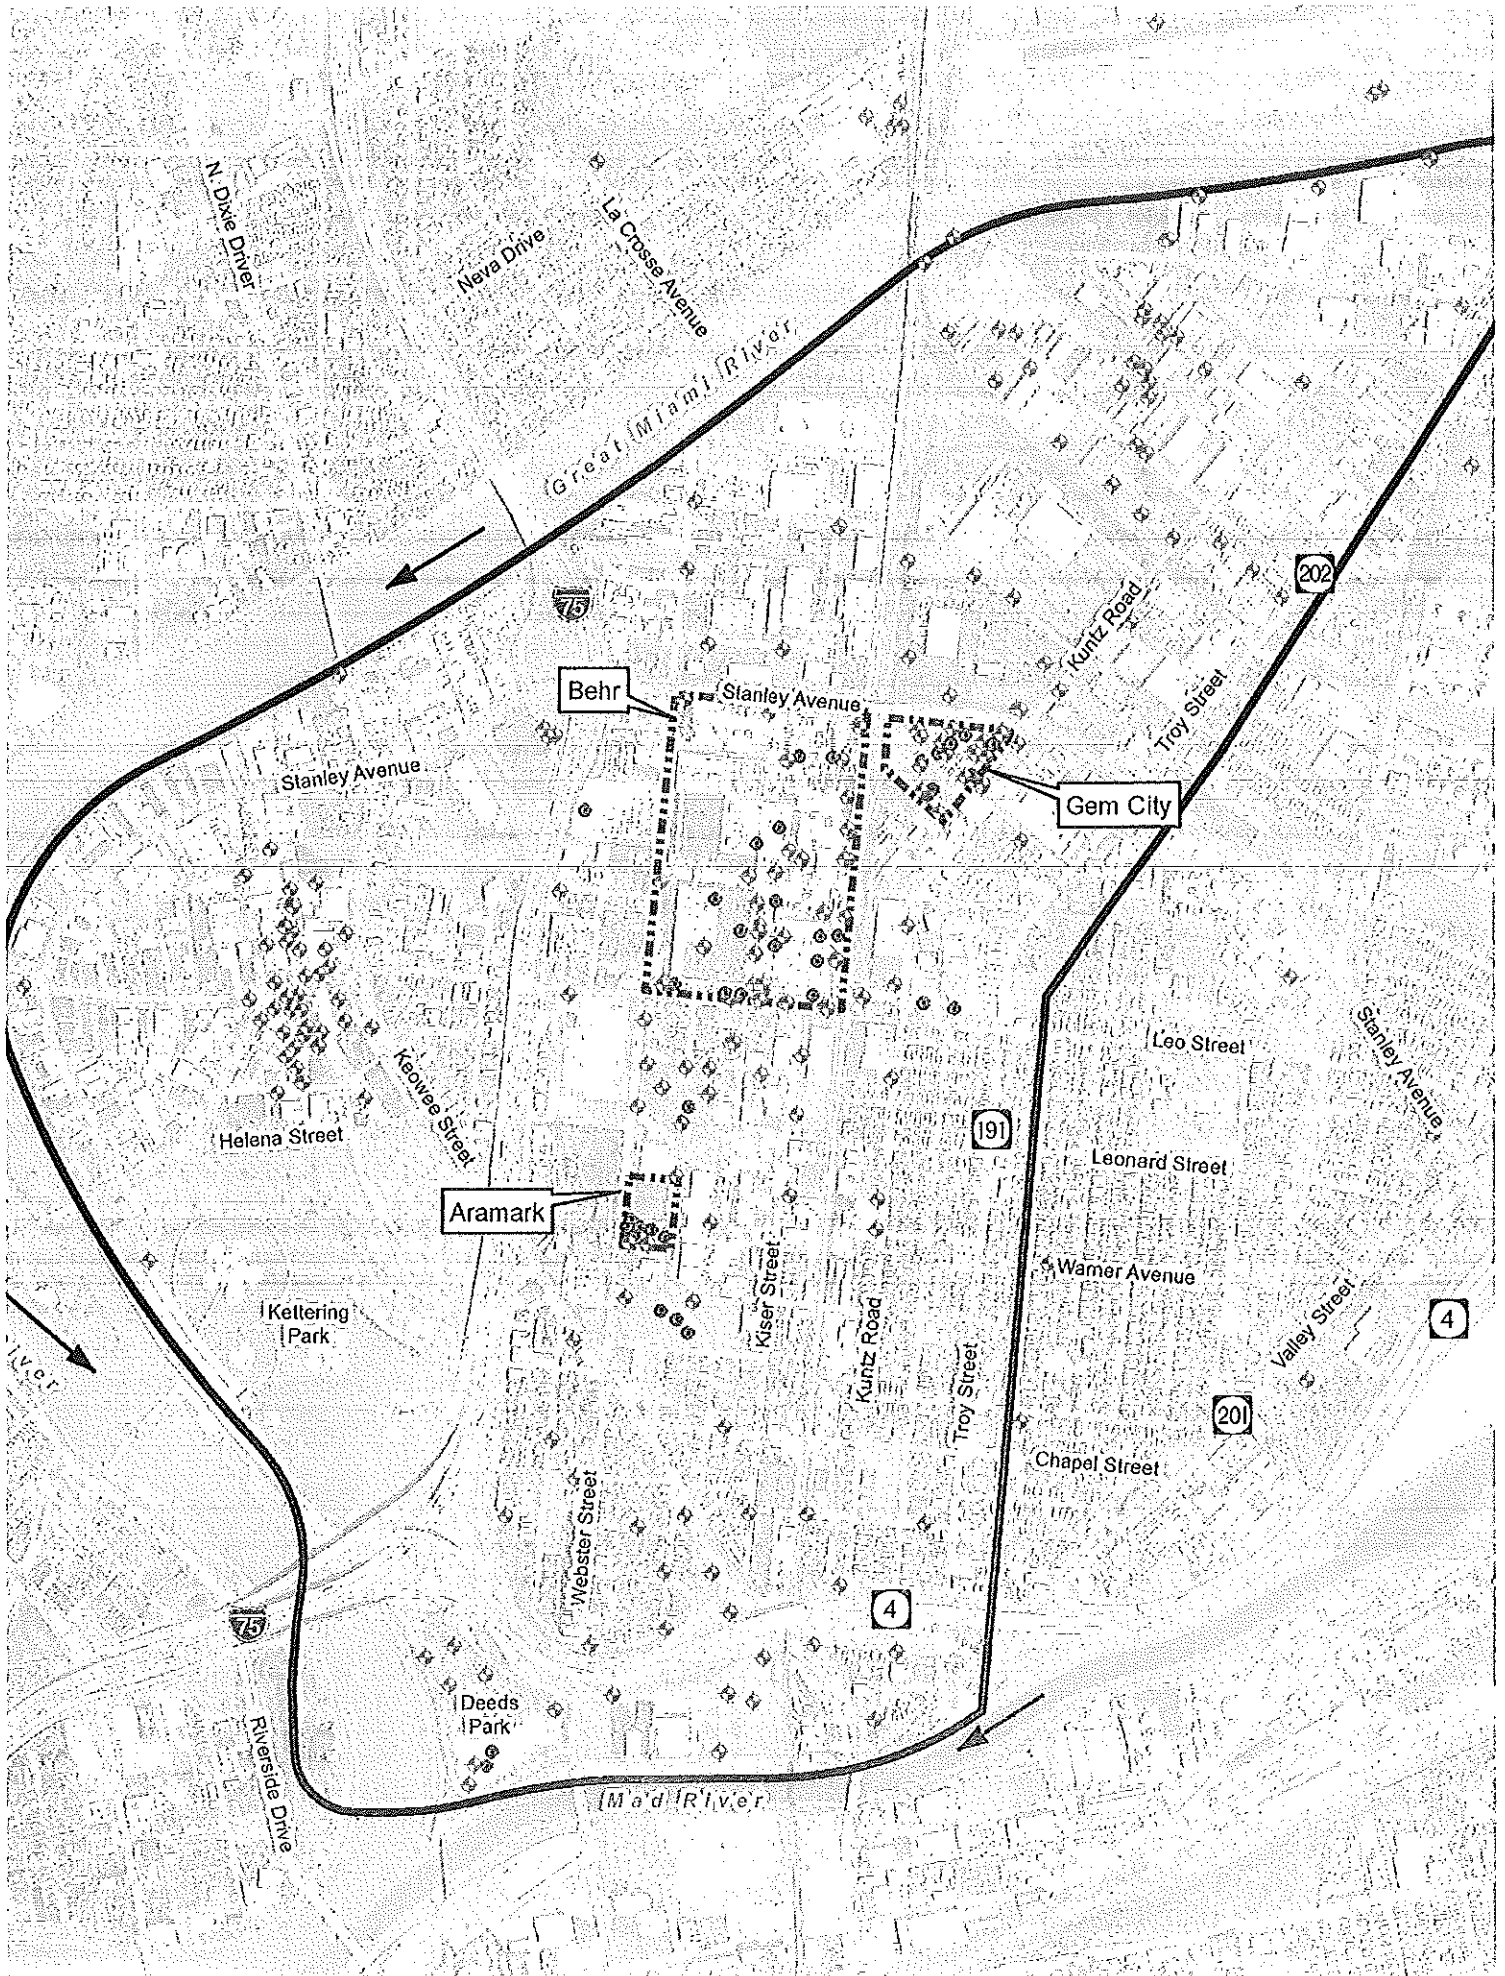 N. Dixie Driver
Neva Drive
La Crosse Avenue
Great Miami River
75
202
Kuntz Road
Behr
Stanley Avenue
Troy Street
Stanley Avenue
Gem City
Leo Street
Stanley Avenue
Keowee Street
191
Helena Street
Leonard Street
Aramark
Warner Avenue
Kettering
Park
Kiser Street
Kuntz Road
Valley Street
4
iver
Troy Street
201
Chapel Street
Webster Street
4
75
Deeds
Park
Riverside Drive
Mad River